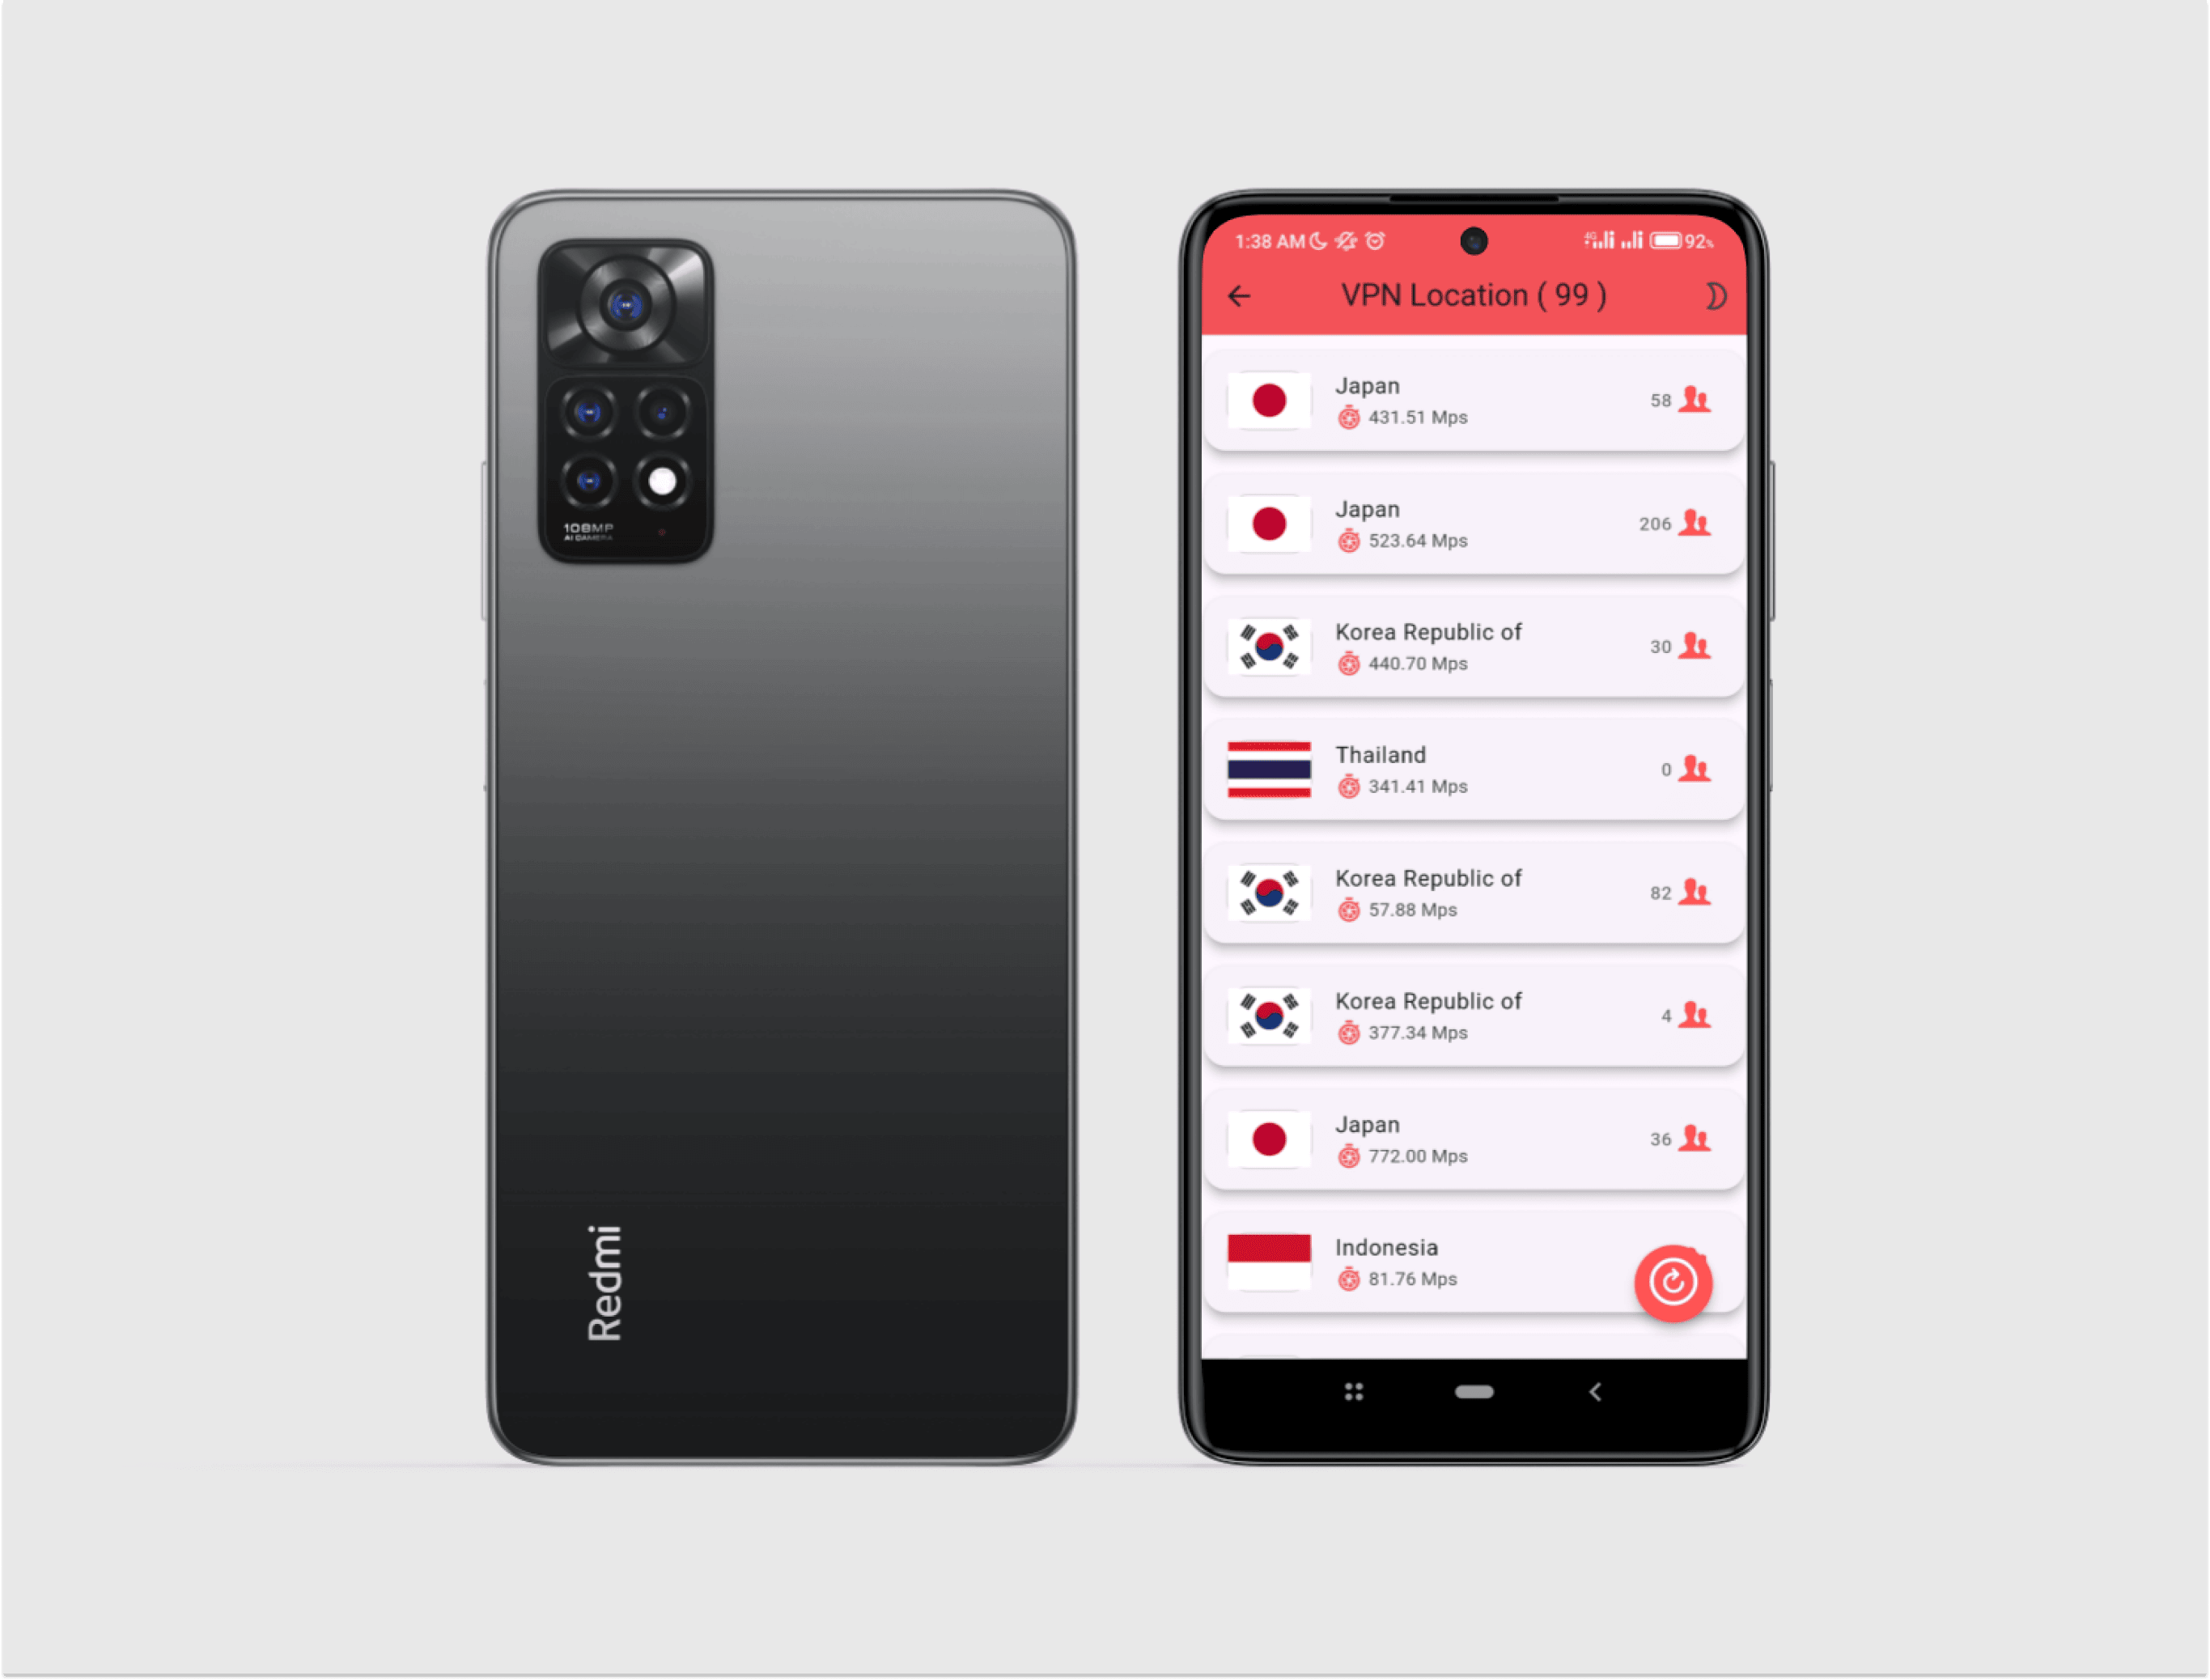 108MP
AI CAMERA
Redmi
1:38 AM
4G
92%
VPN Location ( 99 )
Japan
431.51 Mps
58
Japan
523.64 Mps
206
Korea Republic of
440.70 Mps
30
Thailand
341.41 Mps
0
Korea Republic of
57.88 Mps
82
Korea Republic of
377.34 Mps
4
Japan
772.00 Mps
36
Indonesia
81.76 Mps